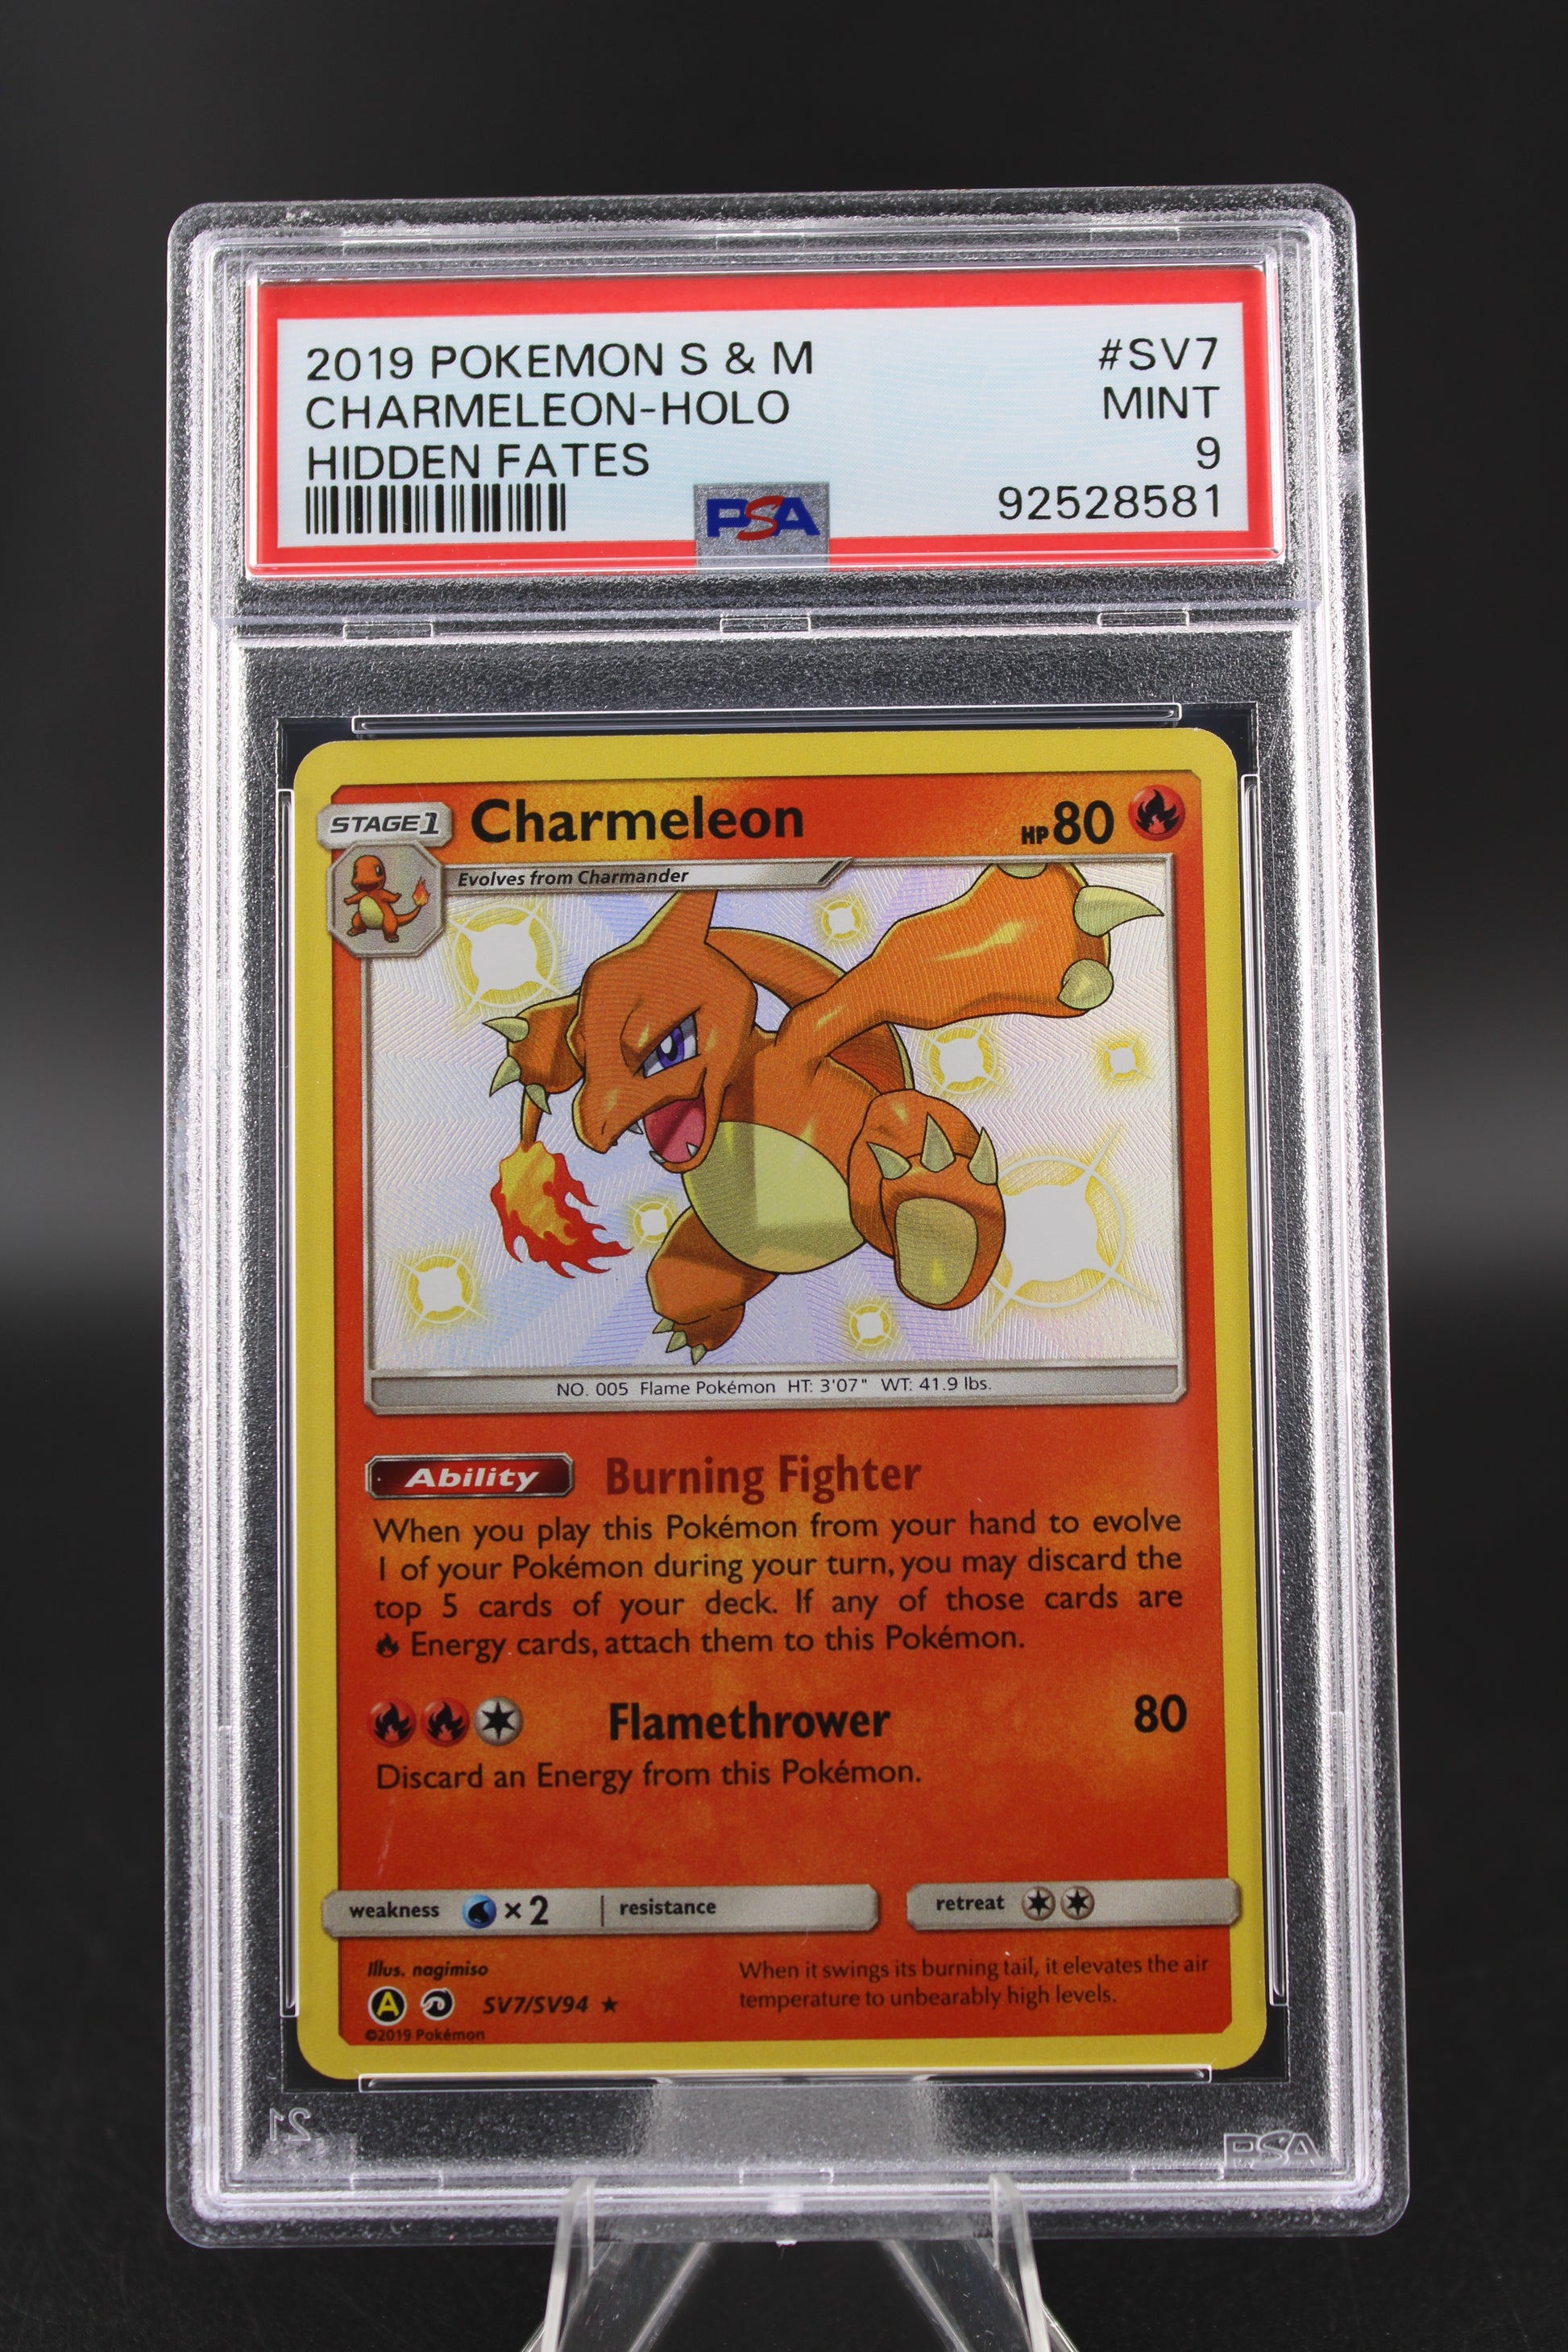 2019 POKEMON S & M #SV7
CHARMELEON-HOLO MINT
HIDDEN FATES 9
PSA 92528581
STAGE 1 Charmeleon HP 80
Evolves from Charmander
NO. 005 Flame Pokémon HT: 3'07" WT: 41.9 lbs.
Ability Burning Fighter
When you play this Pokémon from your hand to evolve
1 of your Pokémon during your turn, you may discard the
top 5 cards of your deck. If any of those cards are
Energy cards, attach them to this Pokémon.
Flamethrower 80
Discard an Energy from this Pokémon.
weakness ×2 resistance retreat
Illus. nagimiso
When it swings its burning tail, it elevates the air
temperature to unbearably high levels.
A SV7/SV94 ★
©2019 Pokémon
21 PSA